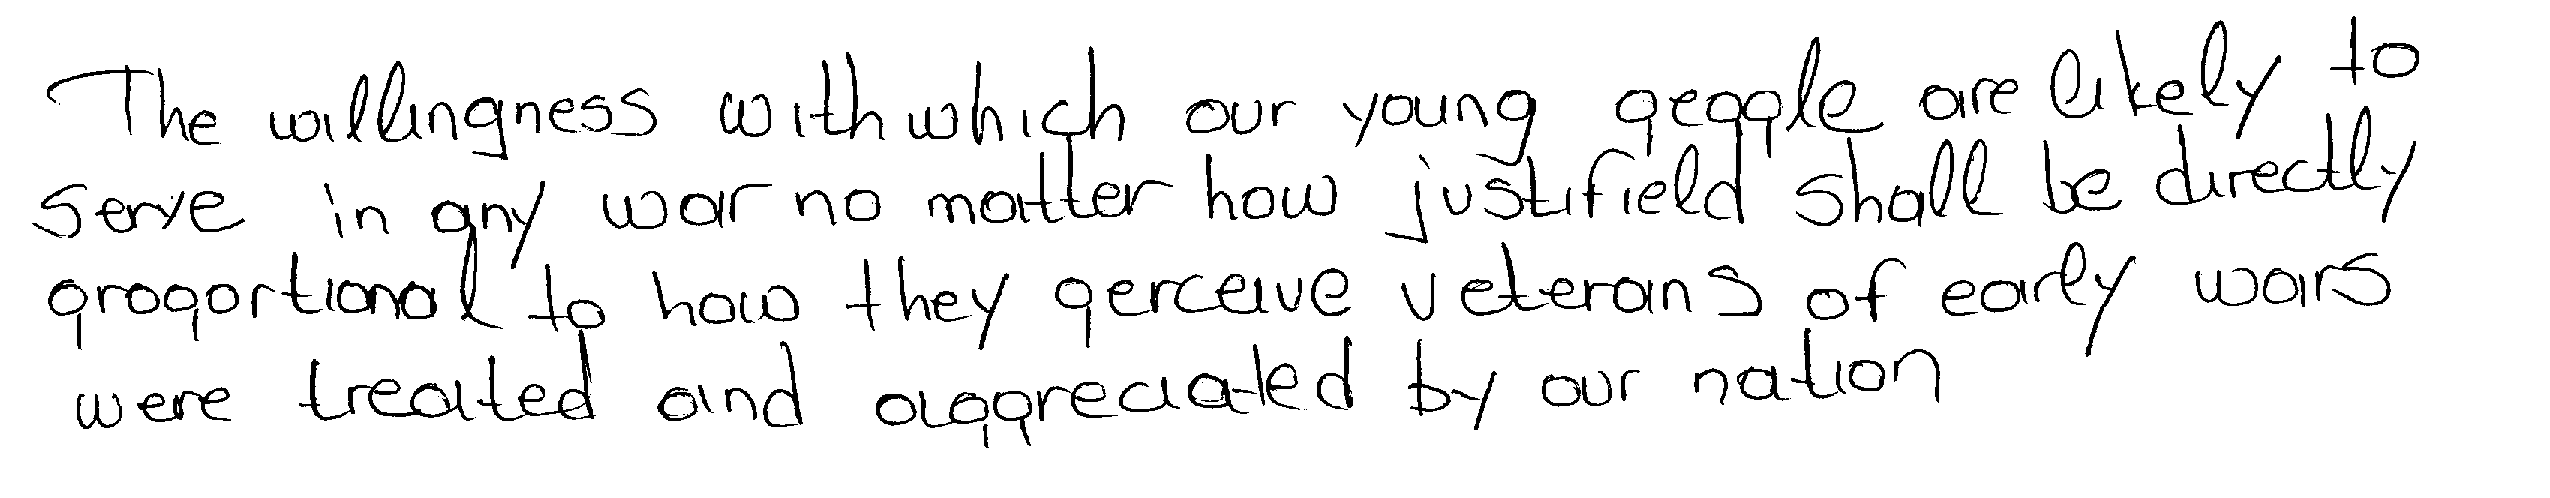 The willingness with which our young people are likely to
serve in any war no matter how justifield shall be directly
proportional to how they perceive veterans of early wars
were treated and appreciated by our nation